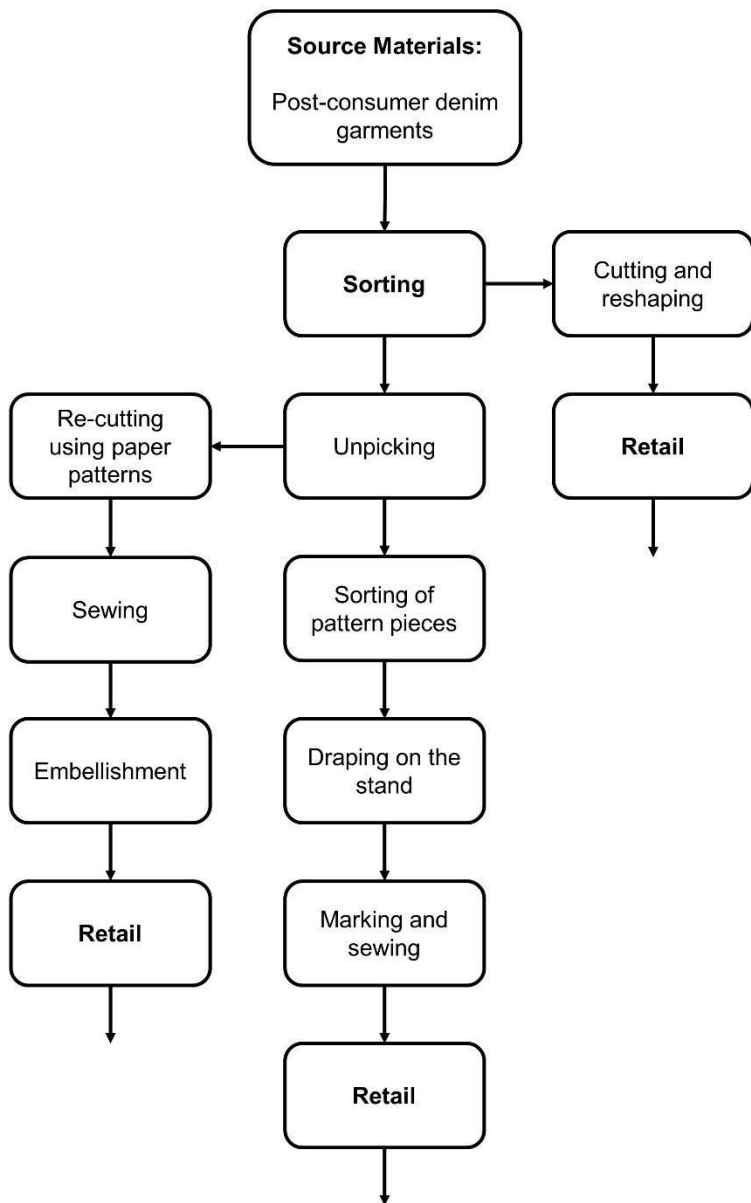 Source Materials:
Post-consumer denim
garments
Sorting
Cutting and
reshaping
Re-cutting
using paper
patterns
Unpicking
Retail
Sewing
Sorting of
pattern pieces
Embellishment
Draping on the
stand
Retail
Marking and
sewing
Retail